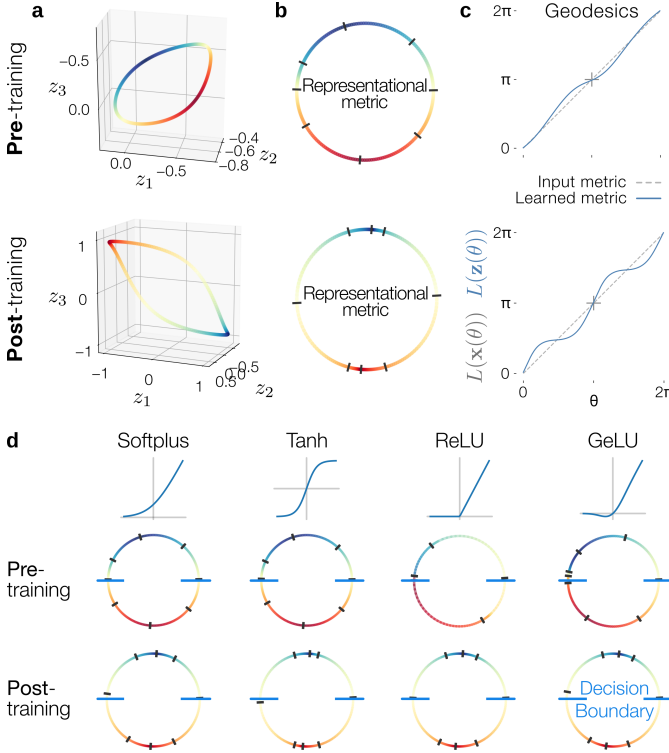 a
b
c
Pre-training
−0.5
0.0
z₃
0.0
−0.5
z₁
−0.4
−0.6
−0.8
z₂
Representational
metric
Geodesics
2π
π
0
Input metric
Learned metric
Post-training
1
0
−1
z₃
−1
0
1
z₁
−0.5
0.0
0.5
z₂
Representational
metric
L(x(θ)) L(z(θ))
2π
π
0
0
π
2π
θ
d
Softplus
Tanh
ReLU
GeLU
Pre-
training
Post-
training
Decision
Boundary